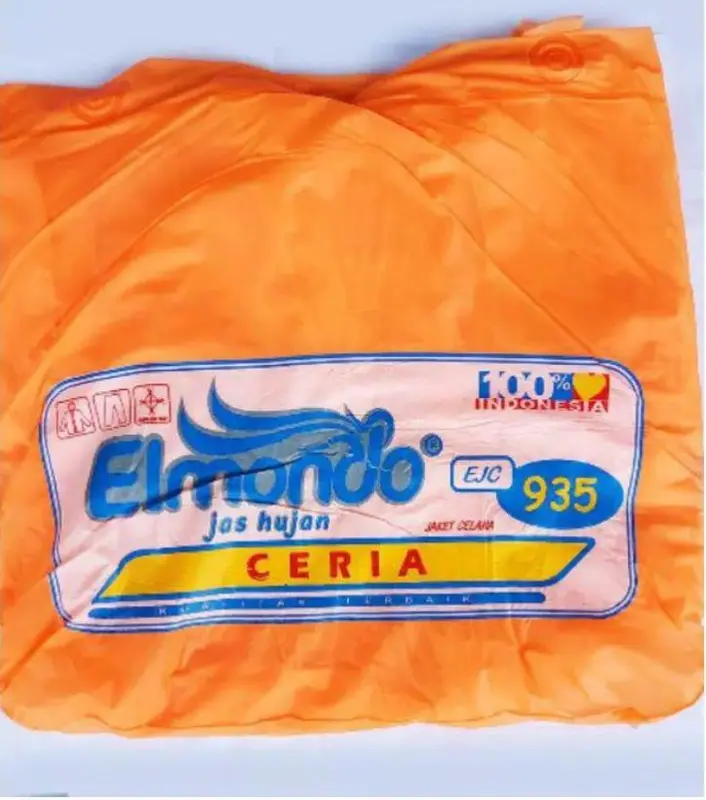 100%
INDONESIA
Elmondo®
EJC 935
jas hujan
JAKET CELANA
CERIA
KUALITAS TERBAIK